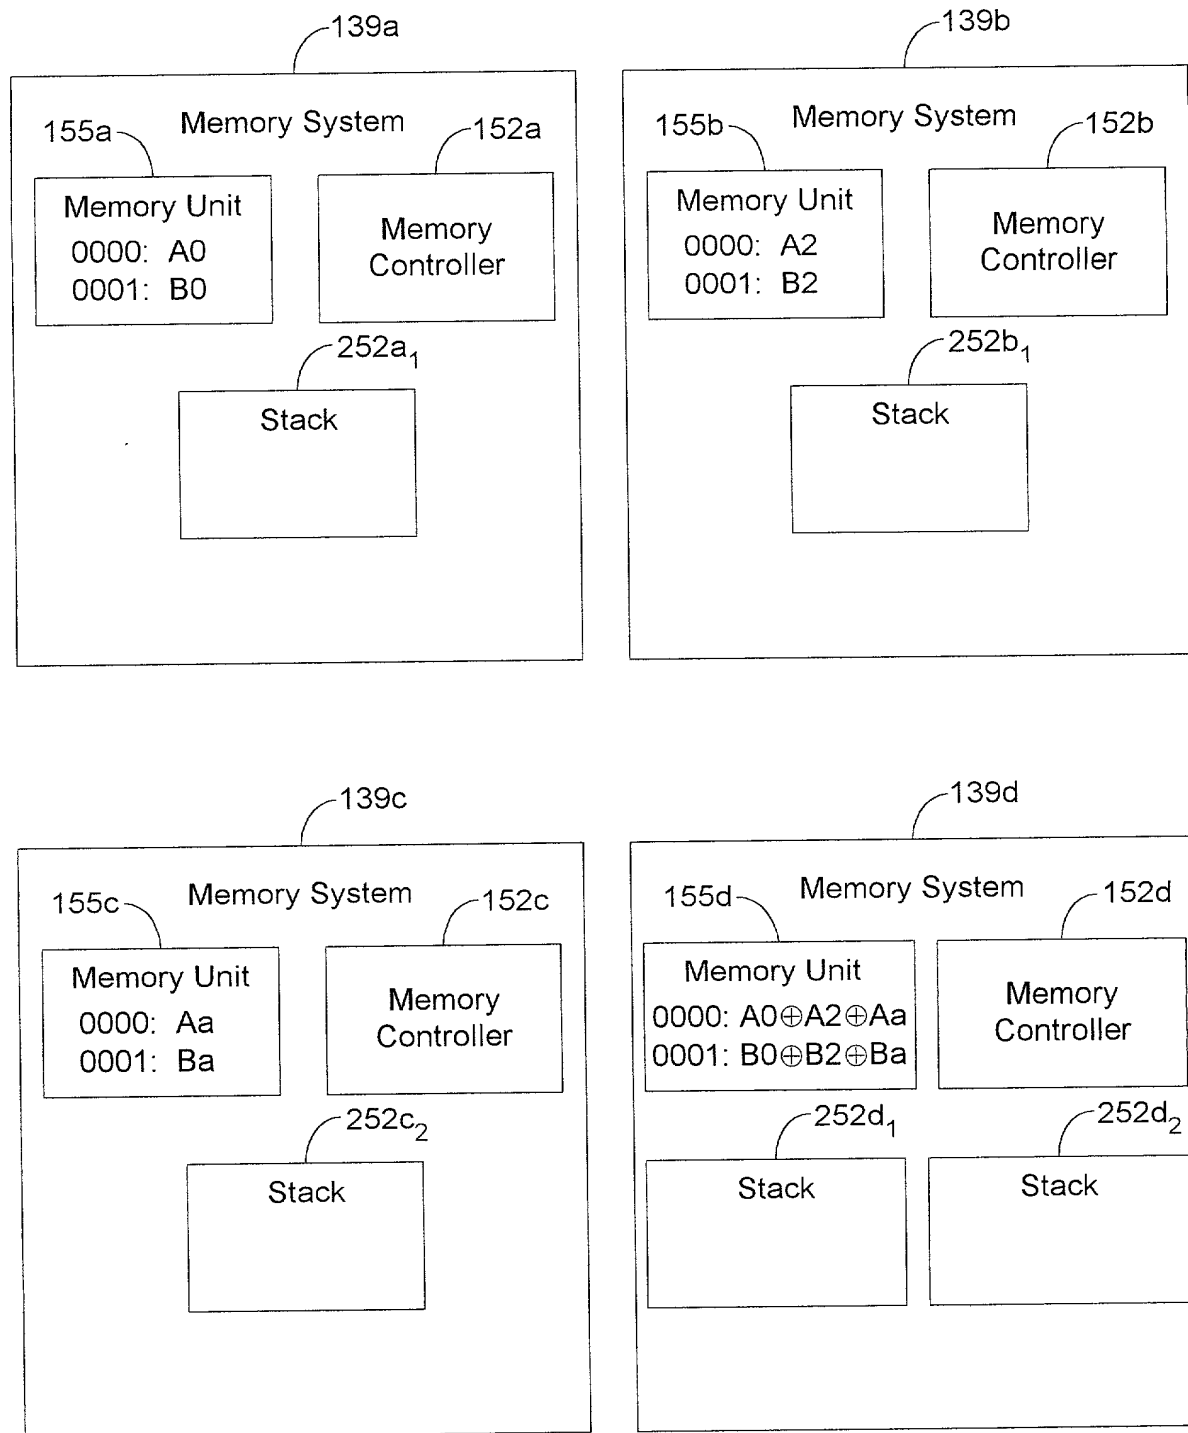 139a
Memory System
155a
152a
Memory Unit
0000: A0
0001: B0
Memory
Controller
252a₁
Stack
139b
Memory System
155b
152b
Memory Unit
0000: A2
0001: B2
Memory
Controller
252b₁
Stack
139c
Memory System
155c
152c
Memory Unit
0000: Aa
0001: Ba
Memory
Controller
252c₂
Stack
139d
Memory System
155d
152d
Memory Unit
0000: A0⊕A2⊕Aa
0001: B0⊕B2⊕Ba
Memory
Controller
252d₁
Stack
252d₂
Stack